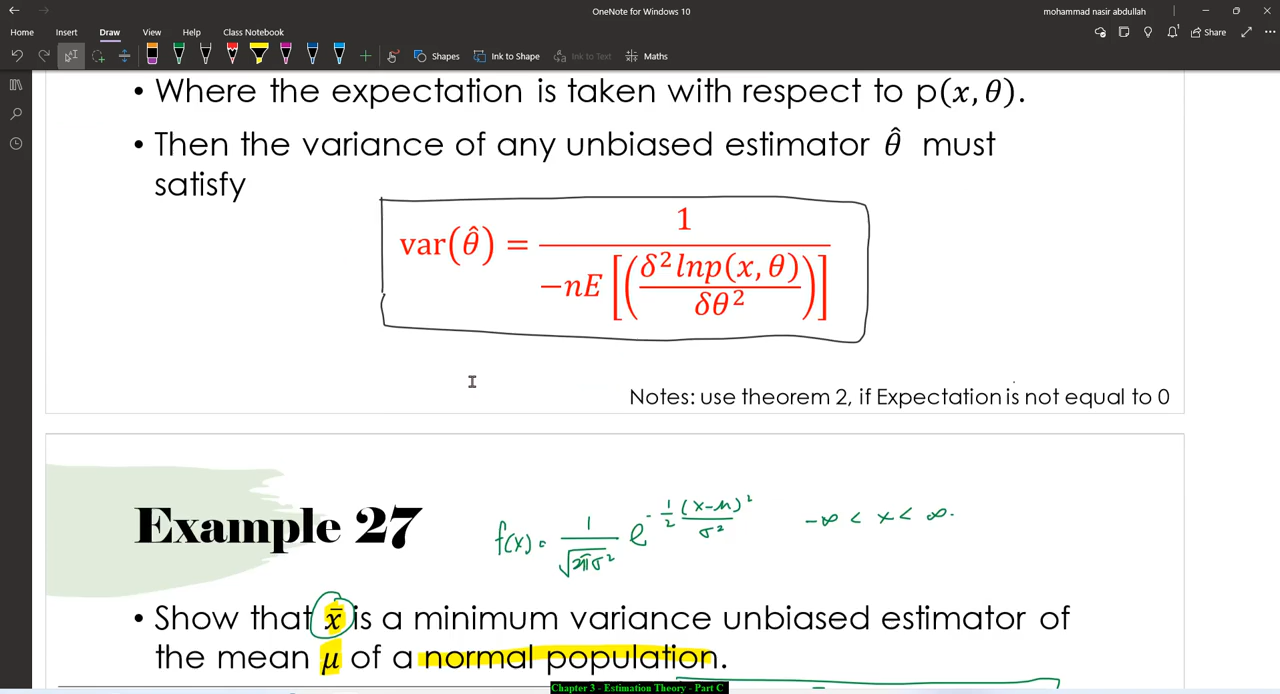 OneNote for Windows 10
mohammad nasir abdullah
Home Insert Draw View Help Class Notebook
Share
Shapes Ink to Shape Ink to Text Maths
• Where the expectation is taken with respect to p(x, θ).
• Then the variance of any unbiased estimator θ̂ must
satisfy
var(θ̂) = 1 / -nE [(δ² lnp(x, θ) / δθ²)]
Notes: use theorem 2, if Expectation is not equal to 0
Example 27
f(x) = 1/√2πσ² e^-½ (x-μ)²/σ² -∞ < x < ∞.
• Show that x̄ is a minimum variance unbiased estimator of
the mean μ of a normal population.
Chapter 3 - Estimation Theory - Part C